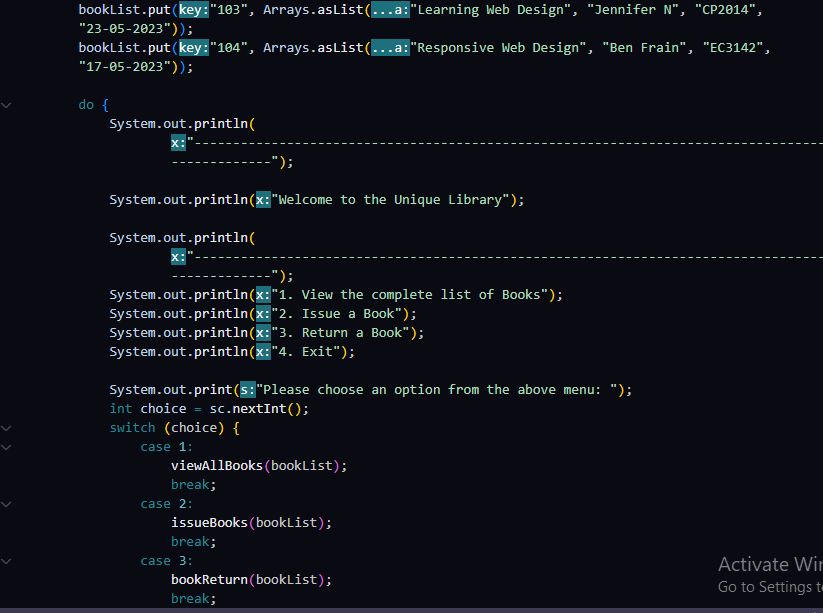 bookList.put(key:"103", Arrays.asList(...a:"Learning Web Design", "Jennifer N", "CP2014",
"23-05-2023"));
bookList.put(key:"104", Arrays.asList(...a:"Responsive Web Design", "Ben Frain", "EC3142",
"17-05-2023"));
do {
System.out.println(
x:"---------------------------------------------------------------------------------
-------------");
System.out.println(x:"Welcome to the Unique Library");
System.out.println(
x:"---------------------------------------------------------------------------------
-------------");
System.out.println(x:"1. View the complete list of Books");
System.out.println(x:"2. Issue a Book");
System.out.println(x:"3. Return a Book");
System.out.println(x:"4. Exit");
System.out.print(s:"Please choose an option from the above menu: ");
int choice = sc.nextInt();
switch (choice) {
case 1:
viewAllBooks(bookList);
break;
case 2:
issueBooks(bookList);
break;
case 3:
bookReturn(bookList);
break;
Activate Wi
Go to Settings t